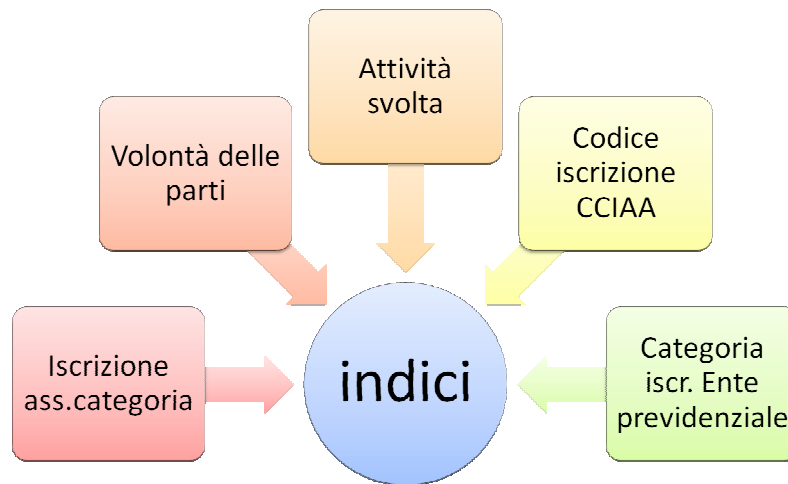 Attività
svolta
Volontà delle
parti
Codice
iscrizione
CCIAA
Iscrizione
ass.categoria
indici
Categoria
iscr. Ente
previdenziale